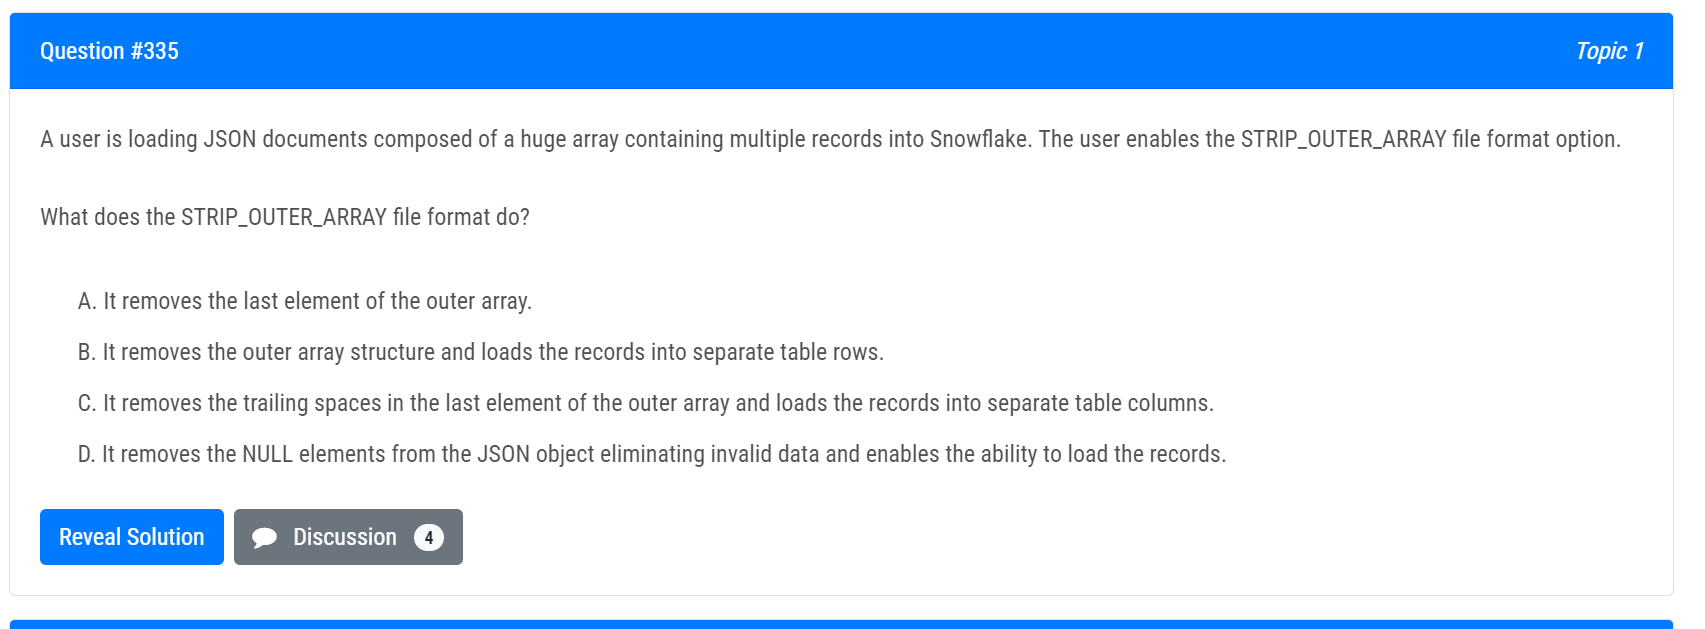 Question #335
Topic 1
A user is loading JSON documents composed of a huge array containing multiple records into Snowflake. The user enables the STRIP_OUTER_ARRAY file format option.
What does the STRIP_OUTER_ARRAY file format do?
A. It removes the last element of the outer array.
B. It removes the outer array structure and loads the records into separate table rows.
C. It removes the trailing spaces in the last element of the outer array and loads the records into separate table columns.
D. It removes the NULL elements from the JSON object eliminating invalid data and enables the ability to load the records.
Reveal Solution
Discussion 4